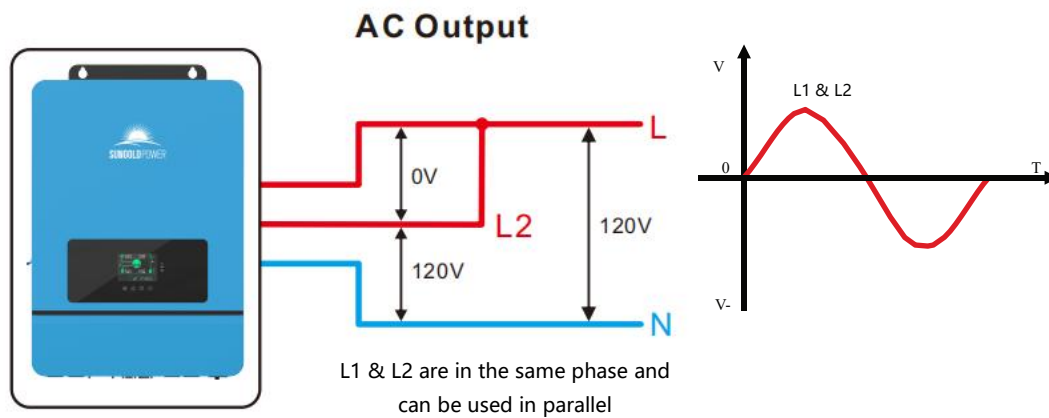 AC Output
SUNGOLDPOWER
L
0V
L2
120V
120V
N
L1 & L2 are in the same phase and
can be used in parallel
V
L1 & L2
0
T
V-